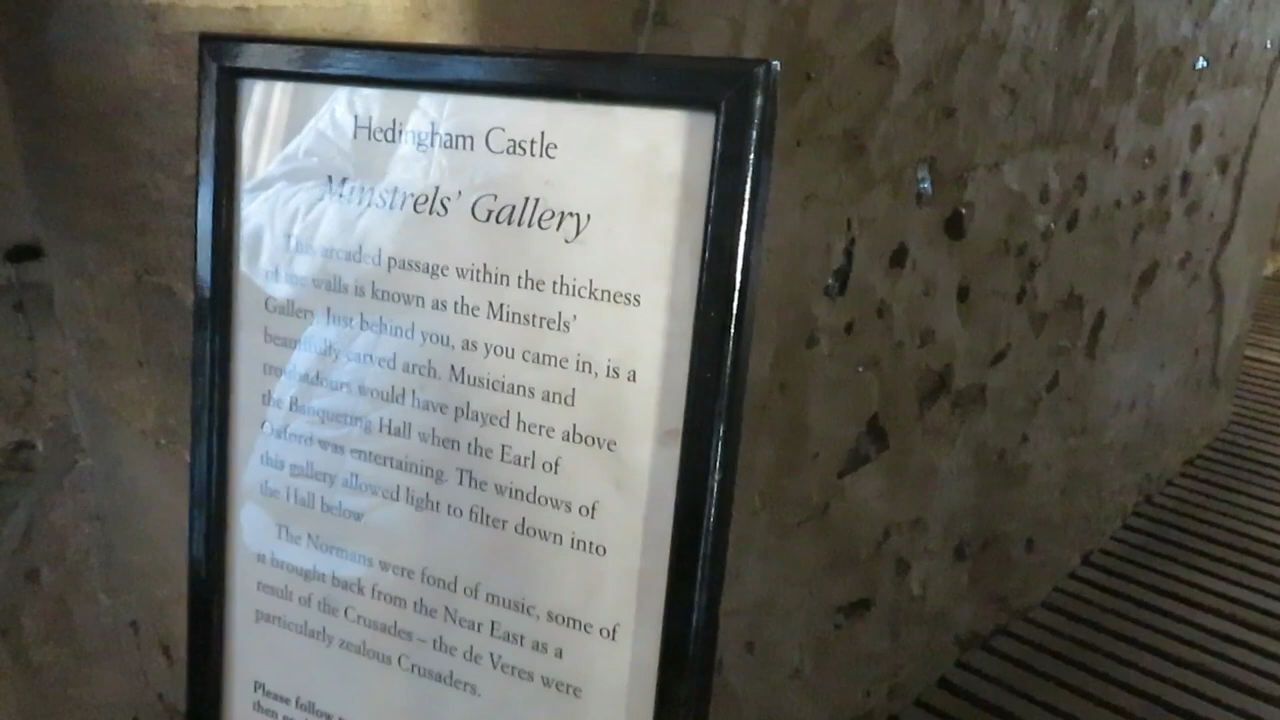 Hedingham Castle
Minstrels' Gallery
This arcaded passage within the thickness
of the walls is known as the Minstrels'
Gallery. Just behind you, as you came in, is a
beautifully carved arch. Musicians and
troubadours would have played here above
the Banqueting Hall when the Earl of
Oxford was entertaining. The windows of
this gallery allowed light to filter down into
the Hall below.
The Normans were fond of music, some of
it brought back from the Near East as a
result of the Crusades – the de Veres were
particularly zealous Crusaders.
Please follow
then